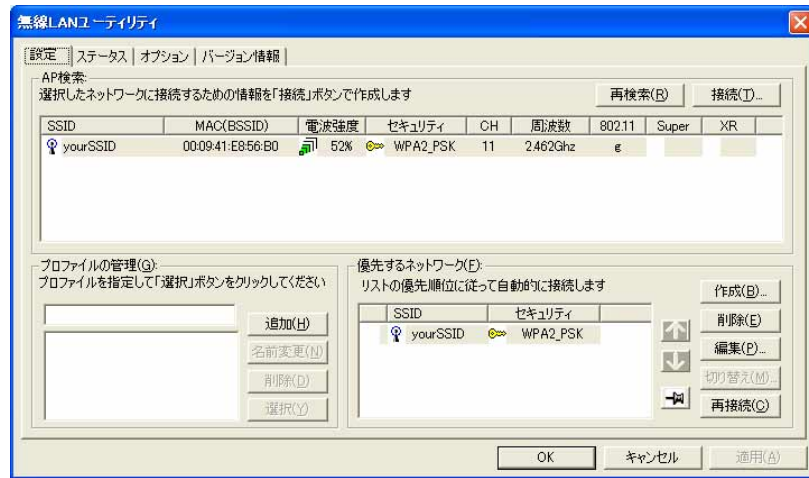 無線LANユーティリティ
設定 ステータス オプション バージョン情報
AP検索:
選択したネットワークに接続するための情報を「接続」ボタンで作成します
再検索(R) 接続(T)...
SSID MAC(BSSID) 電波強度 セキュリティ CH 周波数 802.11 Super XR
yourSSID 00:09:41:E8:56:B0 52% WPA2_PSK 11 2.462Ghz g
プロファイルの管理(G):
プロファイルを指定して「選択」ボタンをクリックしてください
追加(H)
名前変更(N)
削除(D)
選択(Y)
優先するネットワーク(F):
リストの優先順位に従って自動的に接続します
SSID セキュリティ
yourSSID WPA2_PSK
作成(B)...
削除(E)
編集(P)...
切り替え(M)...
再接続(C)
OK キャンセル 適用(A)